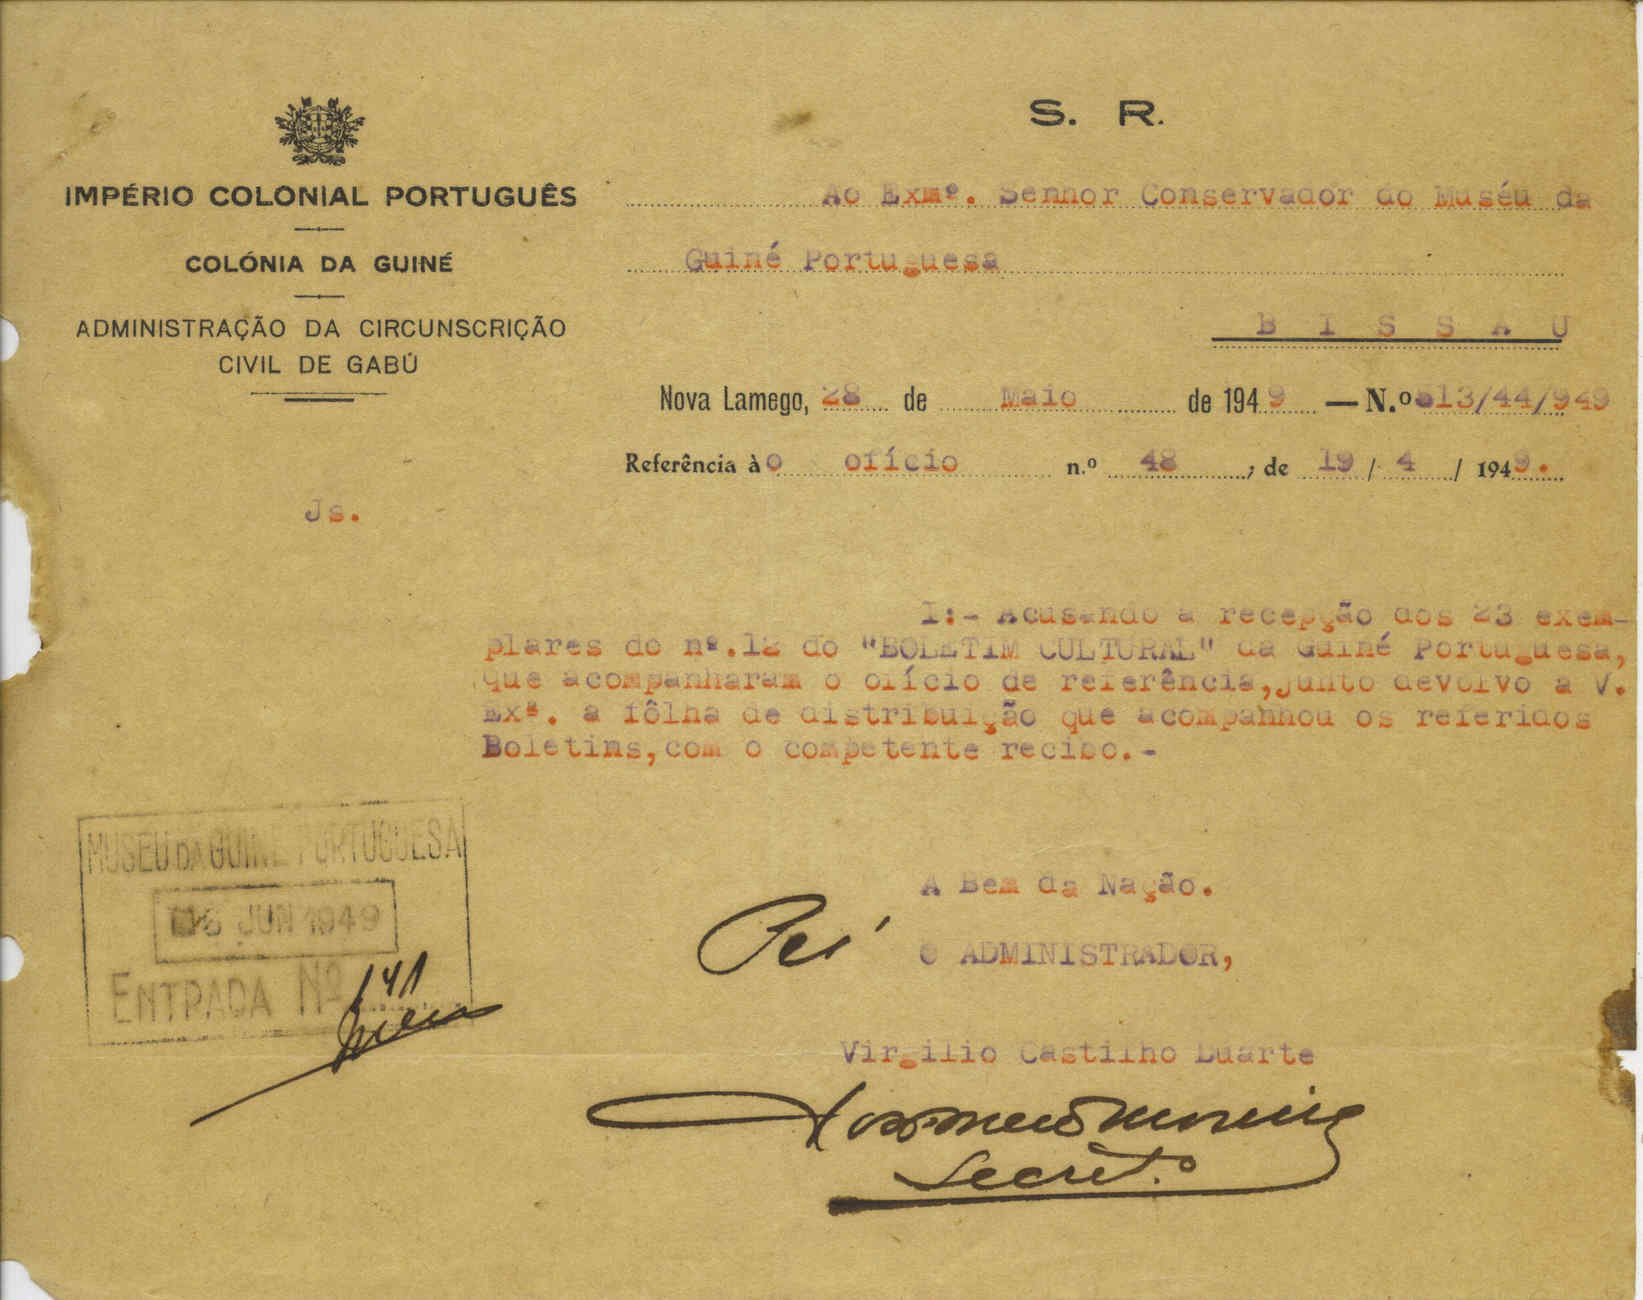 S. R.
IMPÉRIO COLONIAL PORTUGUÊS
COLÓNIA DA GUINÉ
ADMINISTRAÇÃO DA CIRCUNSCRIÇÃO
CIVIL DE GABÚ
Ao Exmº. Senhor Conservador do Muséu da
Guiné Portuguesa
B I S S A U
Nova Lamego, 28 de Maio de 1949 — N.º 513/44/949
Referência ào ofício n.º 48, de 19 / 4 / 1949.
Js.
I:- Acusando a recepção dos 23 exem-
plares do nº.12 do "BOLETIM CULTURAL" da Guiné Portuguesa,
que acompanharam o ofício de referência,junto devolvo a V.
Exª. a fôlha de distribuição que acompanhou os referidos
Boletins,com o competente recibo.-
MUSEU DA GUINÉ PORTUGUESA
JUN 1949
ENTRADA Nº 141
A Bem da Nação.
O ADMINISTRADOR,
Virgilio Castilho Duarte
Secret.º